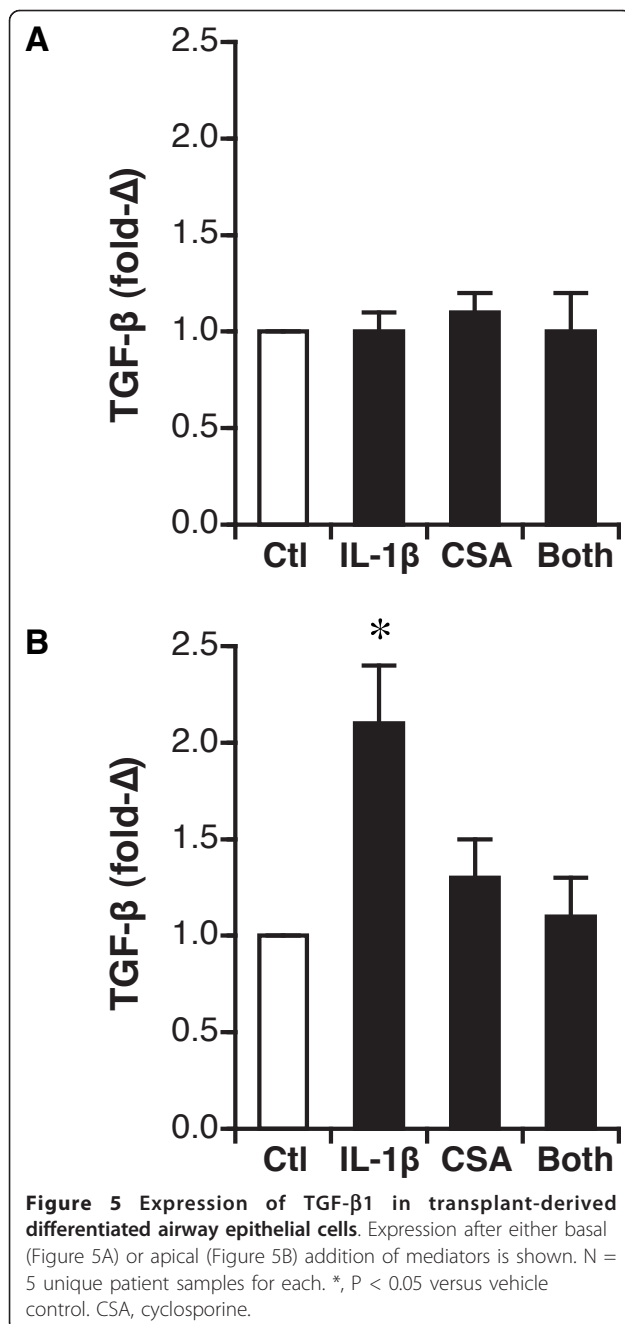 A
TGF-β (fold-Δ)
2.5
2.0
1.5
1.0
0.5
0.0
Ctl IL-1β CSA Both
B
*
TGF-β (fold-Δ)
2.5
2.0
1.5
1.0
0.5
0.0
Ctl IL-1β CSA Both
Figure 5 Expression of TGF-β1 in transplant-derived
differentiated airway epithelial cells. Expression after either basal
(Figure 5A) or apical (Figure 5B) addition of mediators is shown. N =
5 unique patient samples for each. *, P < 0.05 versus vehicle
control. CSA, cyclosporine.